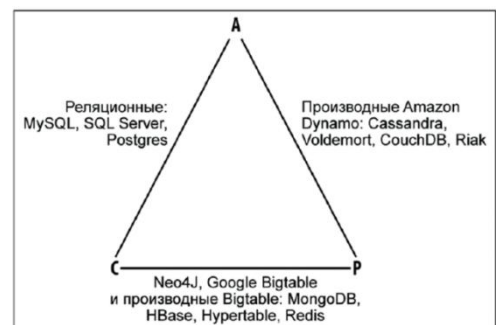 A
Реляционные:
MySQL, SQL Server,
Postgres
Производные Amazon
Dynamo: Cassandra,
Voldemort, CouchDB, Riak
C
P
Neo4J, Google Bigtable
и производные Bigtable: MongoDB,
HBase, Hypertable, Redis